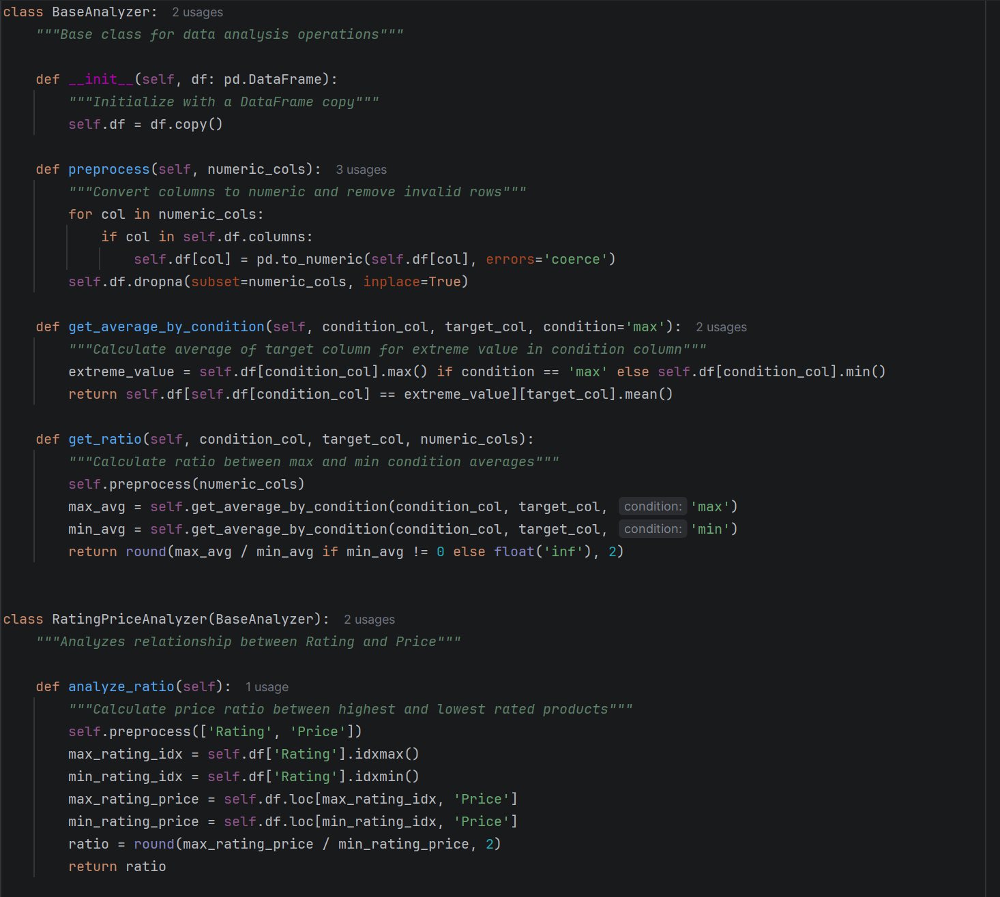 class BaseAnalyzer:  2 usages
    """Base class for data analysis operations"""
    def __init__(self, df: pd.DataFrame):
        """Initialize with a DataFrame copy"""
        self.df = df.copy()
    def preprocess(self, numeric_cols):  3 usages
        """Convert columns to numeric and remove invalid rows"""
        for col in numeric_cols:
            if col in self.df.columns:
                self.df[col] = pd.to_numeric(self.df[col], errors='coerce')
        self.df.dropna(subset=numeric_cols, inplace=True)
    def get_average_by_condition(self, condition_col, target_col, condition='max'):  2 usages
        """Calculate average of target column for extreme value in condition column"""
        extreme_value = self.df[condition_col].max() if condition == 'max' else self.df[condition_col].min()
        return self.df[self.df[condition_col] == extreme_value][target_col].mean()
    def get_ratio(self, condition_col, target_col, numeric_cols):
        """Calculate ratio between max and min condition averages"""
        self.preprocess(numeric_cols)
        max_avg = self.get_average_by_condition(condition_col, target_col, condition: 'max')
        min_avg = self.get_average_by_condition(condition_col, target_col, condition: 'min')
        return round(max_avg / min_avg if min_avg != 0 else float('inf'), 2)
class RatingPriceAnalyzer(BaseAnalyzer):  2 usages
    """Analyzes relationship between Rating and Price"""
    def analyze_ratio(self):  1 usage
        """Calculate price ratio between highest and lowest rated products"""
        self.preprocess(['Rating', 'Price'])
        max_rating_idx = self.df['Rating'].idxmax()
        min_rating_idx = self.df['Rating'].idxmin()
        max_rating_price = self.df.loc[max_rating_idx, 'Price']
        min_rating_price = self.df.loc[min_rating_idx, 'Price']
        ratio = round(max_rating_price / min_rating_price, 2)
        return ratio